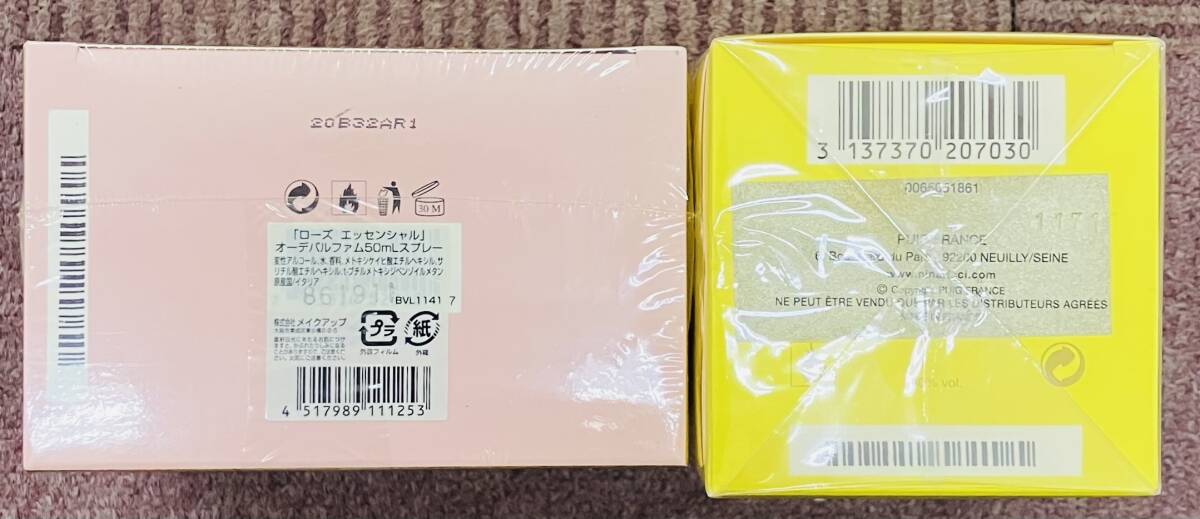 20B32AR1
30 M
「ローズ エッセンシャル」
オーデパルファム50mLスプレー
変性アルコール、水、香料、メトキシケイヒ酸エチルヘキシル、サ
リチル酸エチルヘキシル、t-ブチルメトキシジベンゾイルメタン
原産国/イタリア
BVL1141 7
株式会社 メイクアップ
プラ
紙
外装フィルム
外箱
4 517989 111253
3 137370 207030
0065651861
PUIG FRANCE
92200 NEUILLY/SEINE
© Copyright PUIG FRANCE
NE PEUT ÊTRE VENDU QUE PAR LES DISTRIBUTEURS AGRÉÉS
% vol.